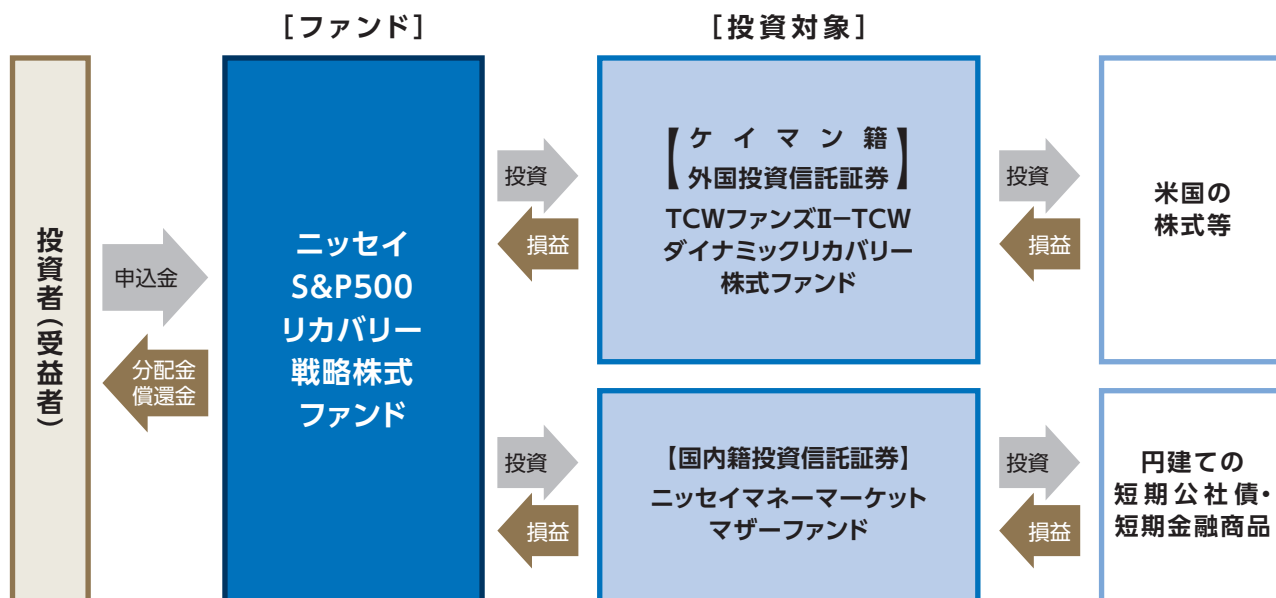 [ファンド]
[投資対象]
投資者(受益者)
申込金
分配金
償還金
ニッセイ
S&P500
リカバリー
戦略株式
ファンド
投資
損益
【ケイマン籍
外国投資信託証券】
TCWファンズⅡーTCW
ダイナミックリカバリー
株式ファンド
投資
損益
米国の
株式等
投資
損益
【国内籍投資信託証券】
ニッセイマネーマーケット
マザーファンド
投資
損益
円建ての
短期公社債・
短期金融商品